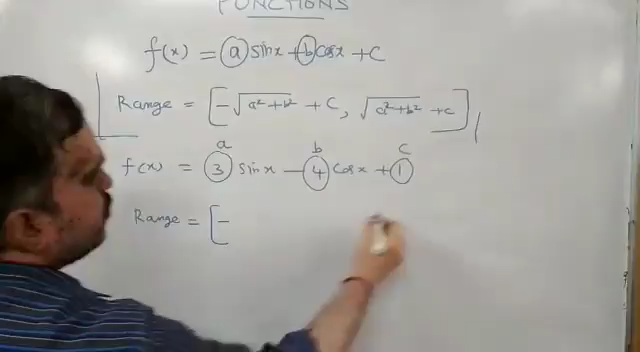 FUNCTIONS
f(x) = a sinx + b cosx + c
Range = [-√a²+b² + c, √a²+b² + c]
a b c
f(x) = 3 sinx - 4 cosx + 1
Range = [-